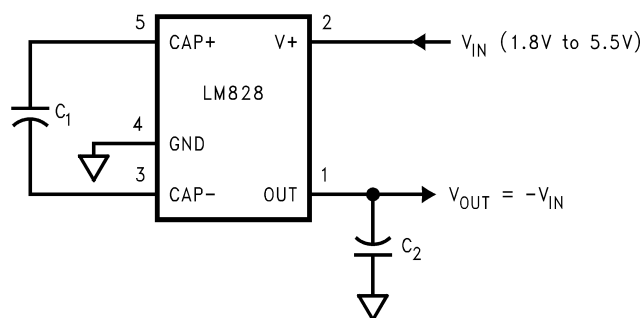 5
CAP+
V+
2
V_IN (1.8V to 5.5V)
LM828
C_1
4
GND
3
CAP-
OUT
1
V_OUT = -V_IN
C_2